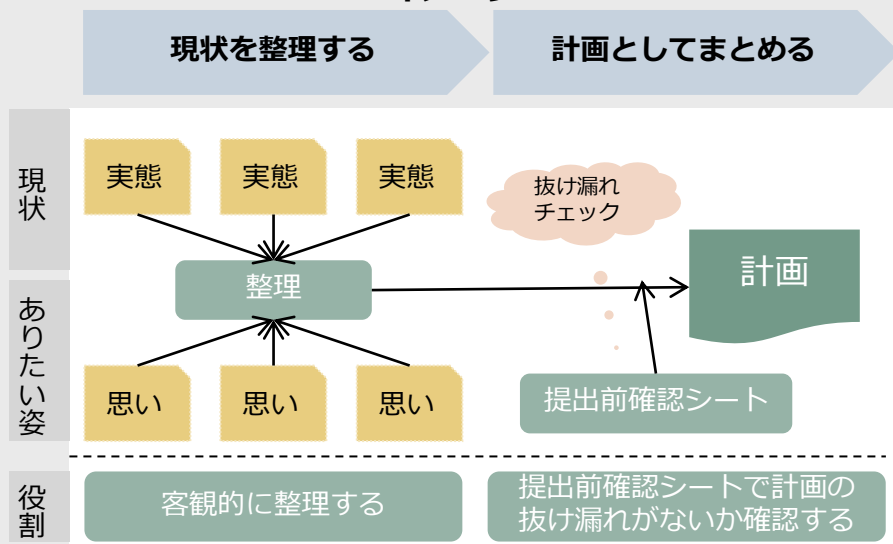 現状を整理する
計画としてまとめる
現状
実態
実態
実態
抜け漏れ
チェック
整理
計画
ありたい姿
思い
思い
思い
提出前確認シート
役割
客観的に整理する
提出前確認シートで計画の
抜け漏れがないか確認する